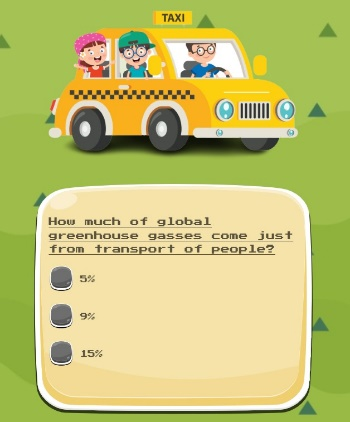 TAXI
How much of global
greenhouse gasses come just
from transport of people?
5%
9%
15%